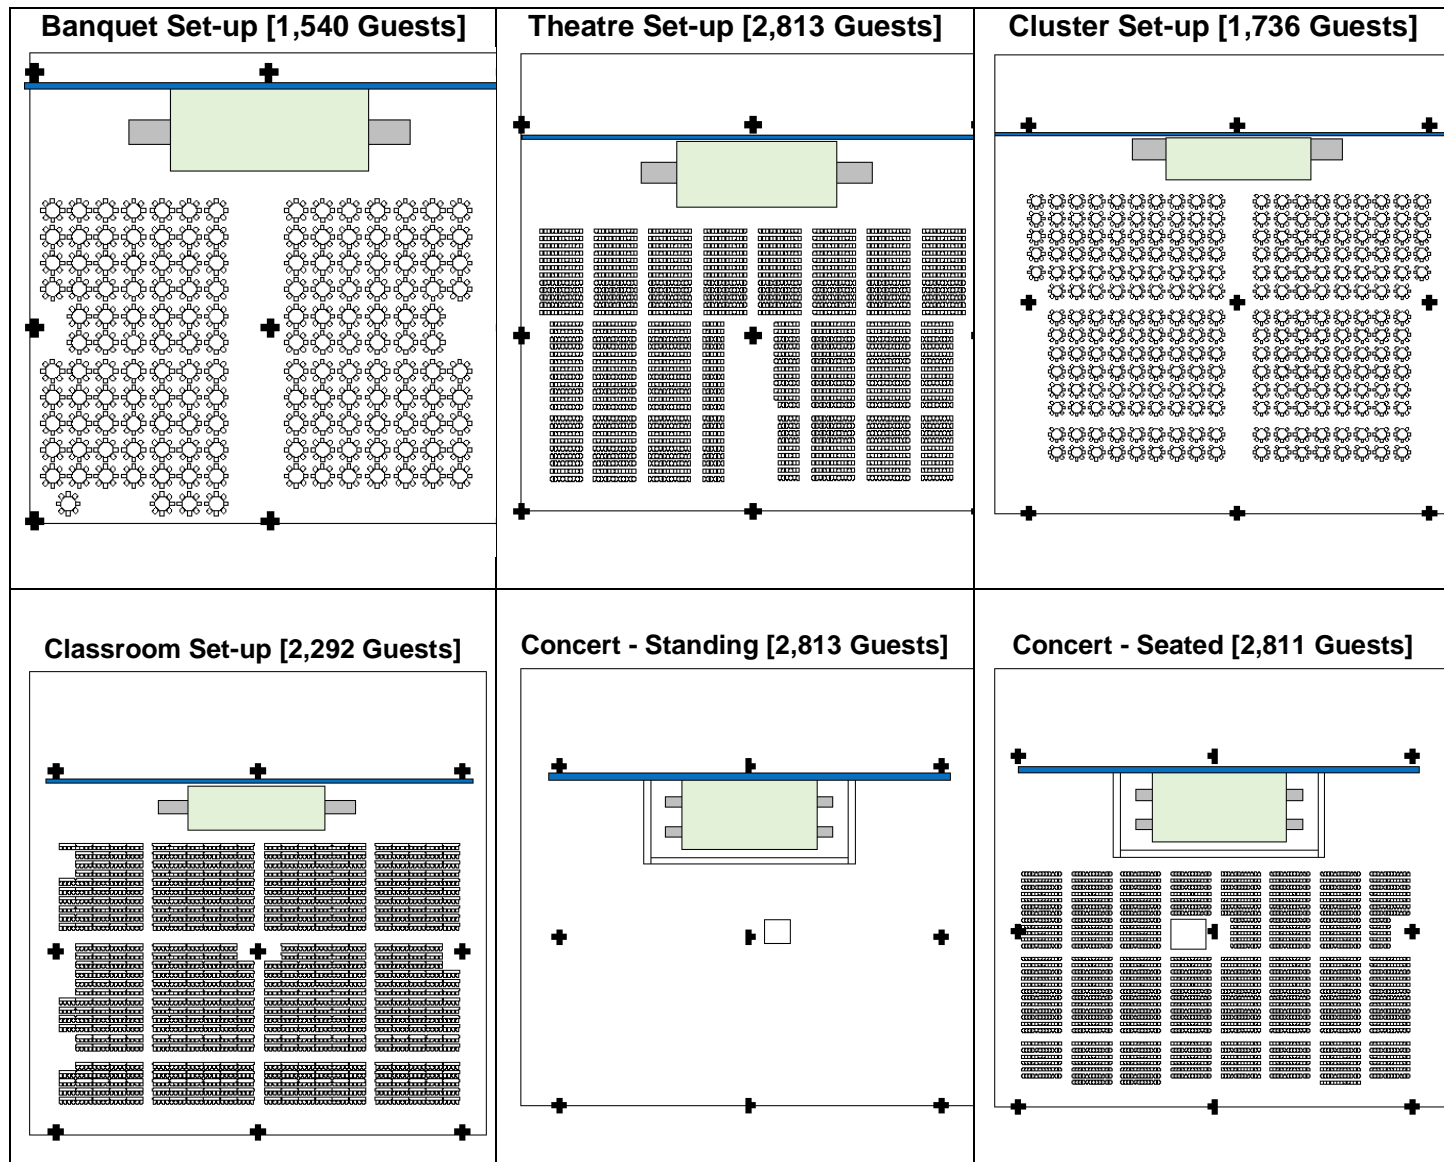 Banquet Set-up [1,540 Guests]
Theatre Set-up [2,813 Guests]
Cluster Set-up [1,736 Guests]
Classroom Set-up [2,292 Guests]
Concert - Standing [2,813 Guests]
Concert - Seated [2,811 Guests]